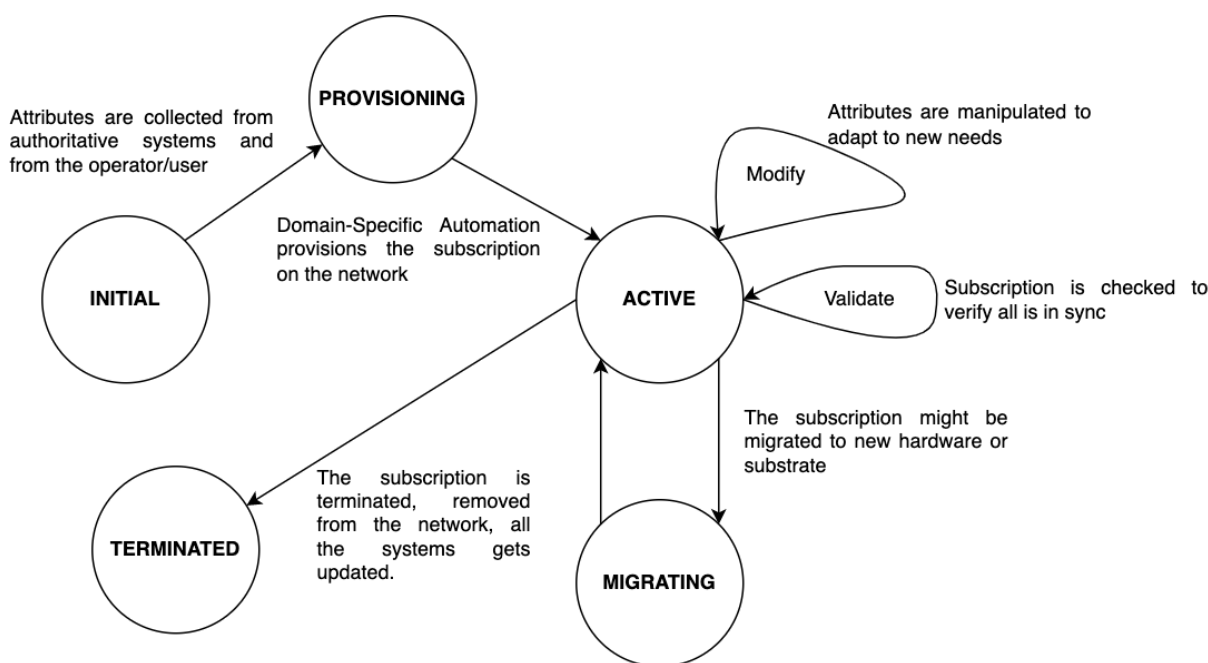 PROVISIONING
Attributes are collected from
authoritative systems and
from the operator/user
Attributes are manipulated to
adapt to new needs
Modify
Domain-Specific Automation
provisions the subscription
on the network
INITIAL
ACTIVE
Validate
Subscription is checked to
verify all is in sync
The subscription might be
migrated to new hardware or
substrate
The subscription is
terminated, removed
from the network, all
the systems gets
updated.
TERMINATED
MIGRATING